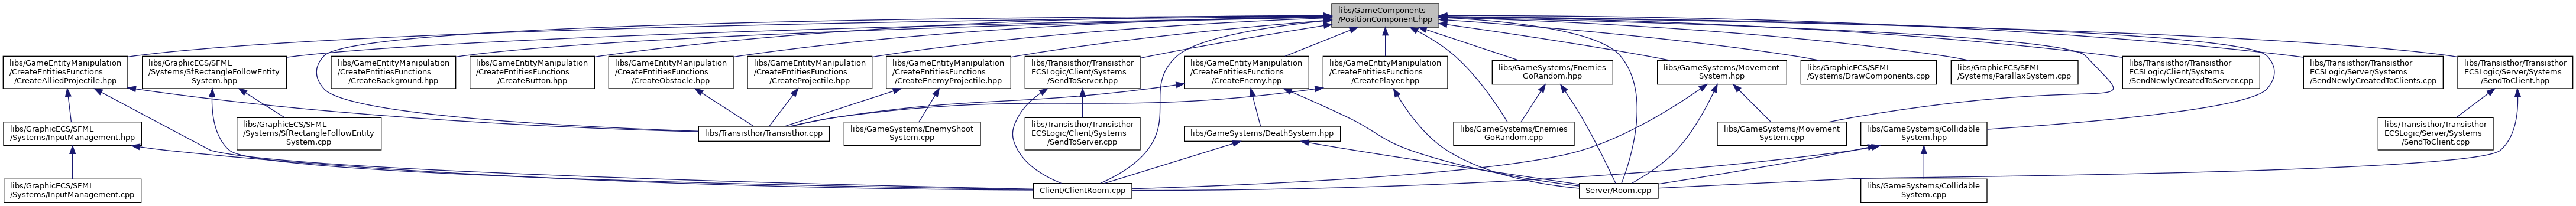 libs/GameComponents
/PositionComponent.hpp
libs/GameEntityManipulation
/CreateEntitiesFunctions
/CreateAlliedProjectile.hpp
libs/GraphicECS/SFML
/Systems/SfRectangleFollowEntity
System.hpp
libs/GameEntityManipulation
/CreateEntitiesFunctions
/CreateBackground.hpp
libs/GameEntityManipulation
/CreateEntitiesFunctions
/CreateButton.hpp
libs/GameEntityManipulation
/CreateEntitiesFunctions
/CreateObstacle.hpp
libs/GameEntityManipulation
/CreateEntitiesFunctions
/CreateProjectile.hpp
libs/GameEntityManipulation
/CreateEntitiesFunctions
/CreateEnemyProjectile.hpp
libs/Transisthor/Transisthor
ECSLogic/Client/Systems
/SendToServer.hpp
libs/GameEntityManipulation
/CreateEntitiesFunctions
/CreateEnemy.hpp
libs/GameEntityManipulation
/CreateEntitiesFunctions
/CreatePlayer.hpp
libs/GameSystems/Enemies
GoRandom.hpp
libs/GameSystems/Movement
System.hpp
libs/GraphicECS/SFML
/Systems/DrawComponents.cpp
libs/GraphicECS/SFML
/Systems/ParallaxSystem.cpp
libs/Transisthor/Transisthor
ECSLogic/Client/Systems
/SendNewlyCreatedToServer.cpp
libs/Transisthor/Transisthor
ECSLogic/Server/Systems
/SendNewlyCreatedToClients.cpp
libs/Transisthor/Transisthor
ECSLogic/Server/Systems
/SendToClient.hpp
libs/GraphicECS/SFML
/Systems/InputManagement.hpp
libs/GraphicECS/SFML
/Systems/SfRectangleFollowEntity
System.cpp
libs/Transisthor/Transisthor.cpp
libs/GameSystems/EnemyShoot
System.cpp
libs/Transisthor/Transisthor
ECSLogic/Client/Systems
/SendToServer.cpp
libs/GameSystems/DeathSystem.hpp
libs/GameSystems/Enemies
GoRandom.cpp
libs/GameSystems/Movement
System.cpp
libs/GameSystems/Collidable
System.hpp
libs/Transisthor/Transisthor
ECSLogic/Server/Systems
/SendToClient.cpp
libs/GraphicECS/SFML
/Systems/InputManagement.cpp
Client/ClientRoom.cpp
Server/Room.cpp
libs/GameSystems/Collidable
System.cpp